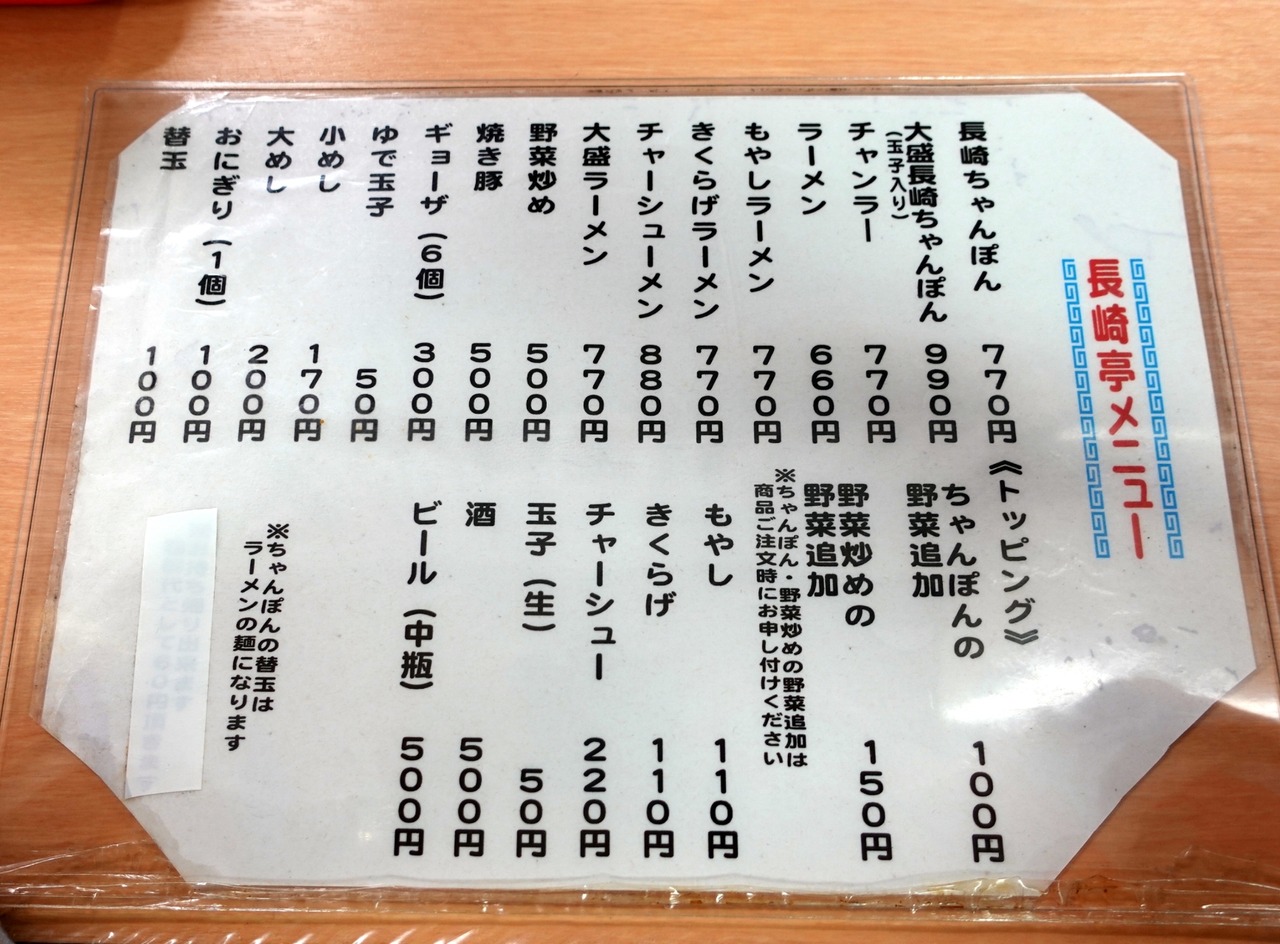 長崎亭メニュー
長崎ちゃんぽん 770円
大盛長崎ちゃんぽん 990円
(玉子入り)
チャンラー 770円
ラーメン 660円
もやしラーメン 770円
きくらげラーメン 770円
チャーシューメン 880円
大盛ラーメン 770円
野菜炒め 500円
焼き豚 500円
ギョーザ(6個) 300円
ゆで玉子 50円
小めし 170円
大めし 200円
おにぎり(1個) 100円
替玉 100円
《トッピング》
ちゃんぽんの
野菜追加 100円
野菜炒めの
野菜追加 150円
※ちゃんぽん・野菜炒めの野菜追加は
商品ご注文時にお申し付けください
もやし 110円
きくらげ 110円
チャーシュー 220円
玉子(生) 50円
酒 500円
ビール(中瓶) 500円
※ちゃんぽんの替玉は
ラーメンの麺になります